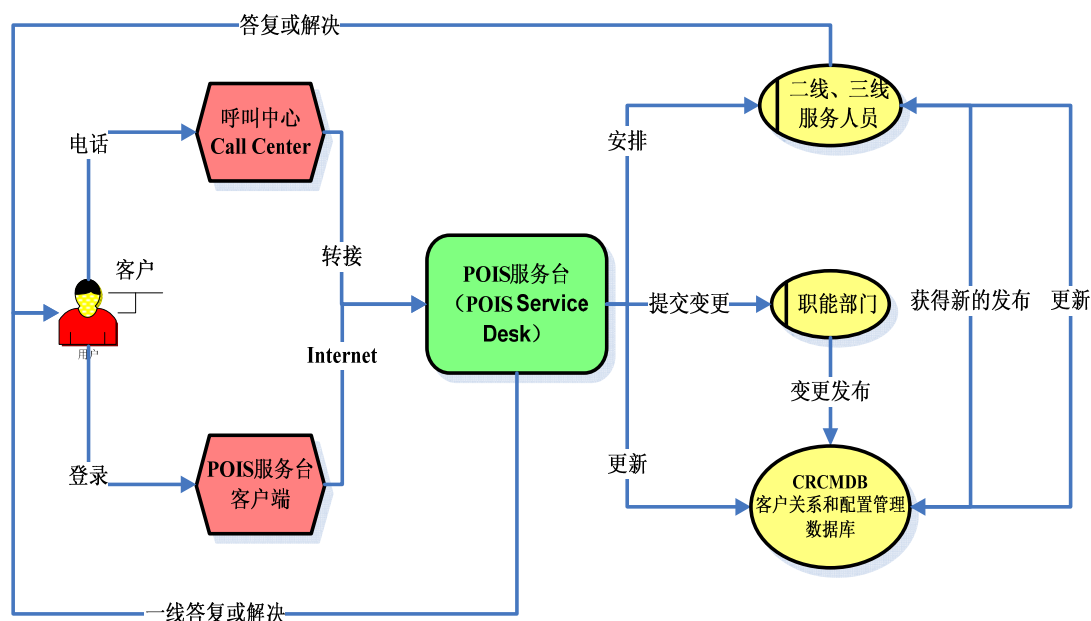 答复或解决
二线、三线
服务人员
呼叫中心
Call Center
电话
安排
客户
转接
POIS服务台
（POIS Service
Desk）
提交变更
职能部门
获得新的发布
更新
用户
Internet
变更发布
登录
POIS服务台
客户端
更新
CRCMDB
客户关系和配置管理
数据库
一线答复或解决